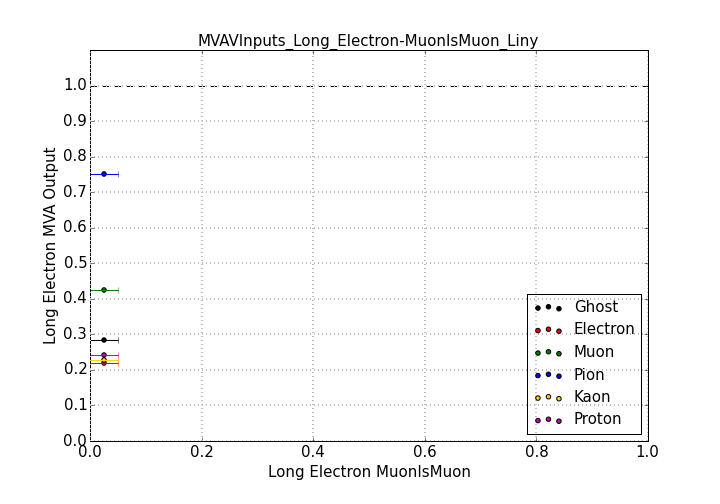 MVAVInputs_Long_Electron-MuonIsMuon_Liny
1.0
0.9
0.8
0.7
0.6
0.5
0.4
0.3
0.2
0.1
0.0
Long Electron MVA Output
Ghost
Electron
Muon
Pion
Kaon
Proton
0.0 0.2 0.4 0.6 0.8 1.0
Long Electron MuonIsMuon